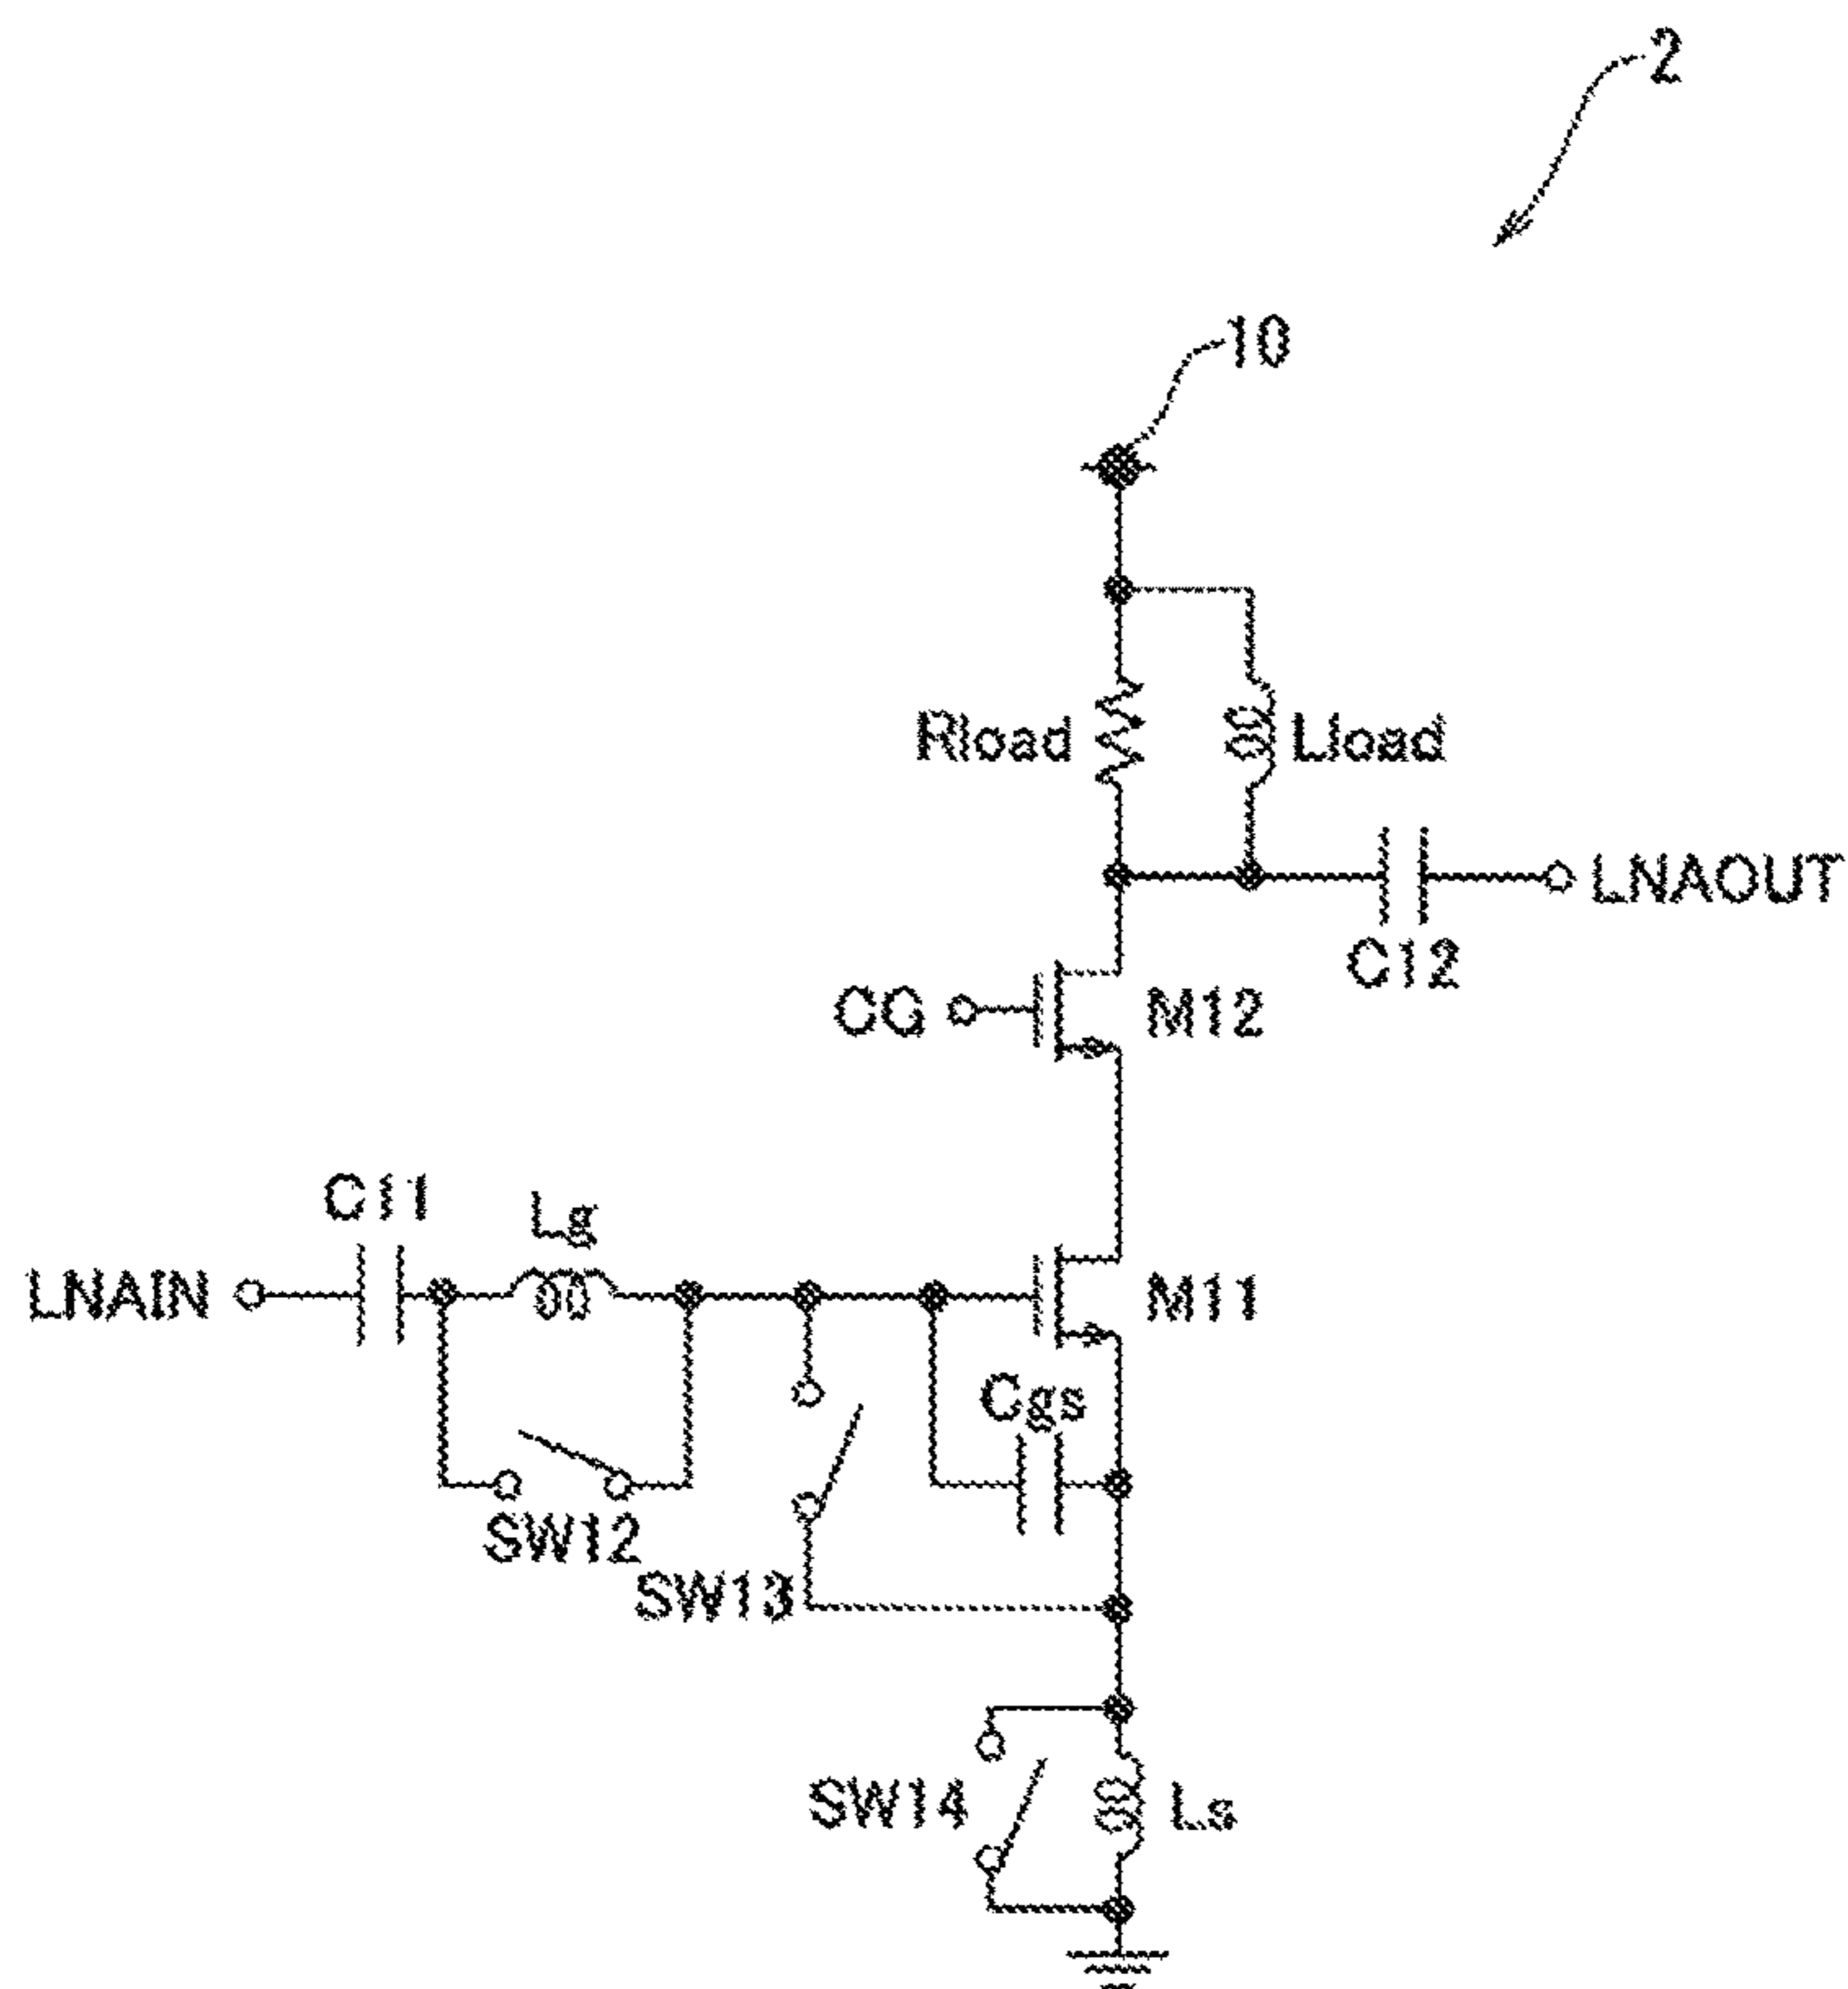 2
10
Rload
Lload
LNAOUT
C12
CG
M12
C11
Lg
LNAIN
M11
Cgs
SW12
SW13
SW14
Ls